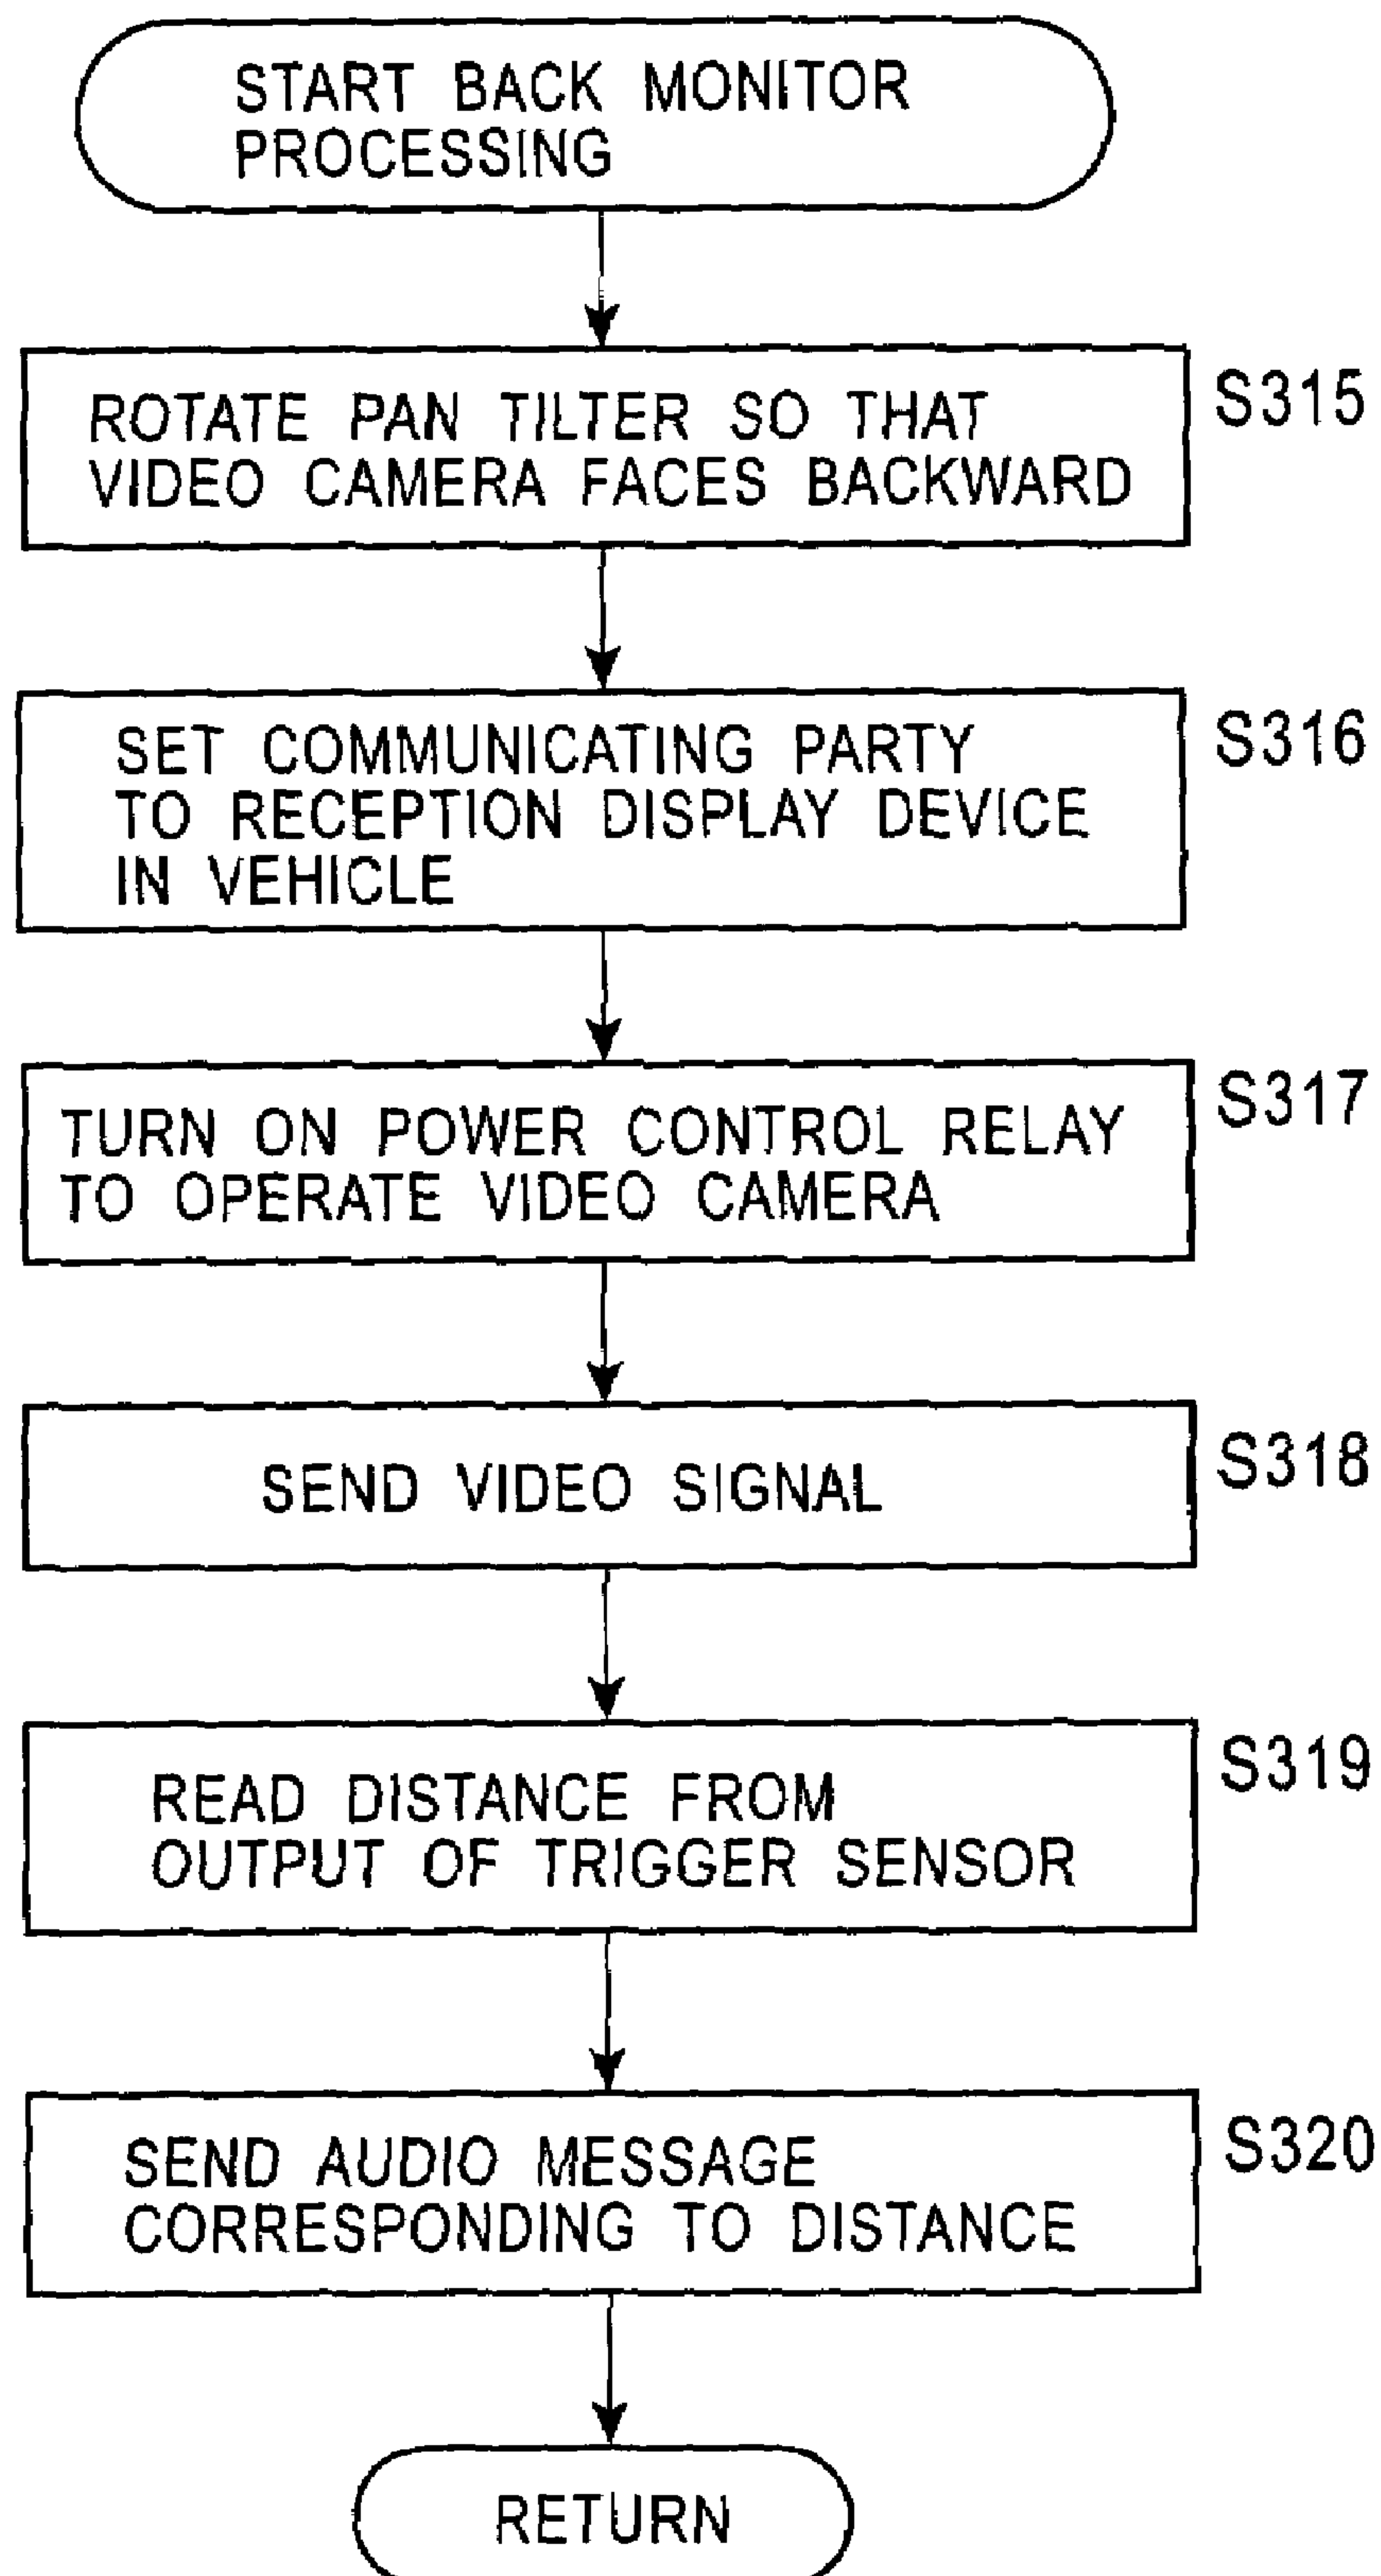 START BACK MONITOR
PROCESSING
ROTATE PAN TILTER SO THAT
VIDEO CAMERA FACES BACKWARD
S315
SET COMMUNICATING PARTY
TO RECEPTION DISPLAY DEVICE
IN VEHICLE
S316
TURN ON POWER CONTROL RELAY
TO OPERATE VIDEO CAMERA
S317
SEND VIDEO SIGNAL
S318
READ DISTANCE FROM
OUTPUT OF TRIGGER SENSOR
S319
SEND AUDIO MESSAGE
CORRESPONDING TO DISTANCE
S320
RETURN